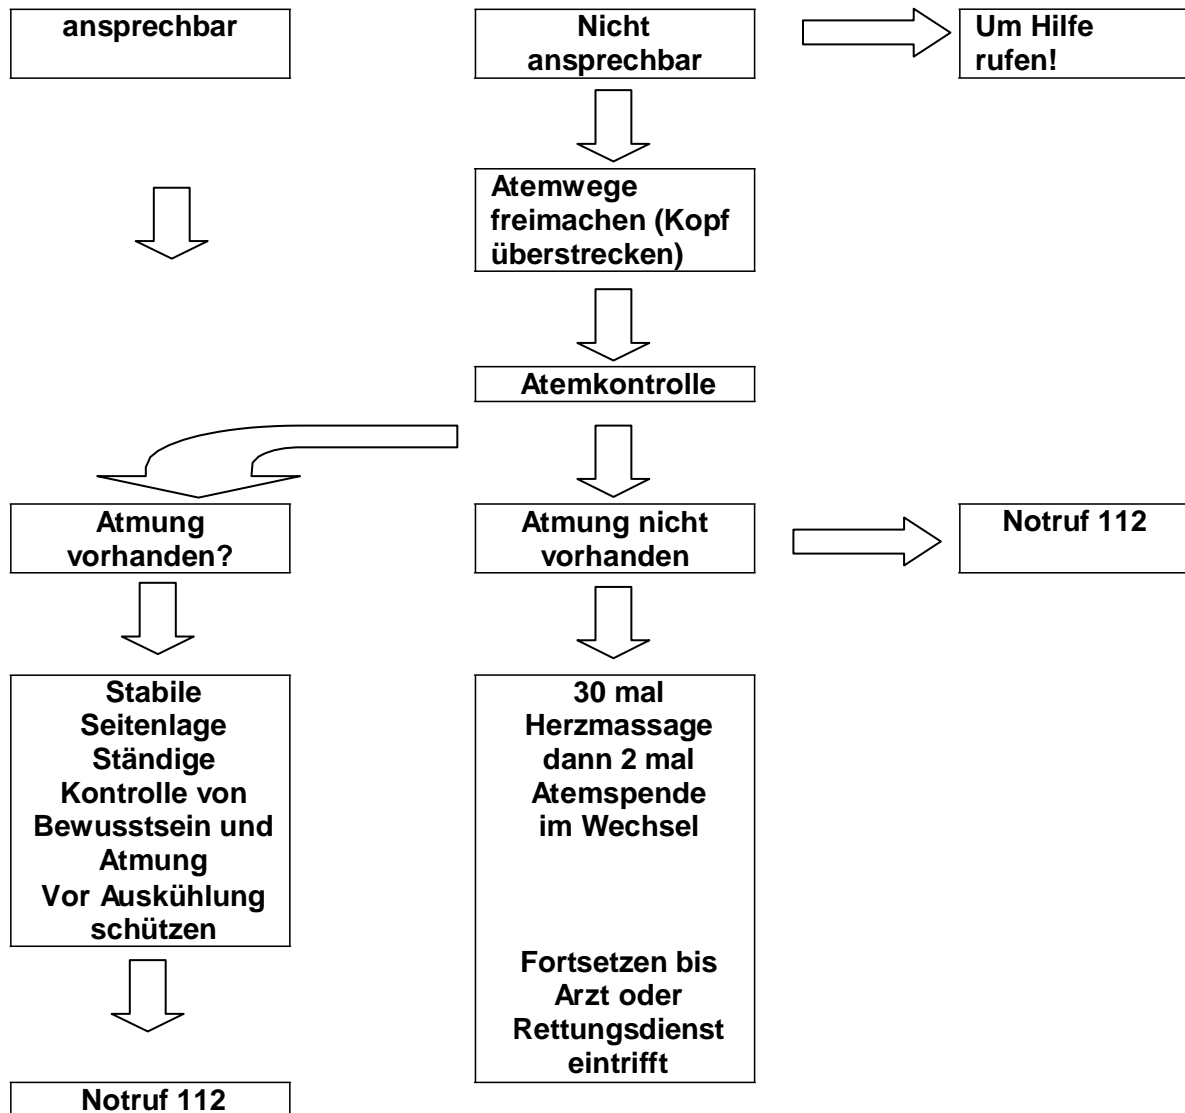 ansprechbar
Nicht
ansprechbar
Um Hilfe
rufen!
Atemwege
freimachen (Kopf
überstrecken)
Atemkontrolle
Atmung
vorhanden?
Atmung nicht
vorhanden
Notruf 112
Stabile
Seitenlage
Ständige
Kontrolle von
Bewusstsein und
Atmung
Vor Auskühlung
schützen
30 mal
Herzmassage
dann 2 mal
Atemspende
im Wechsel
Fortsetzen bis
Arzt oder
Rettungsdienst
eintrifft
Notruf 112